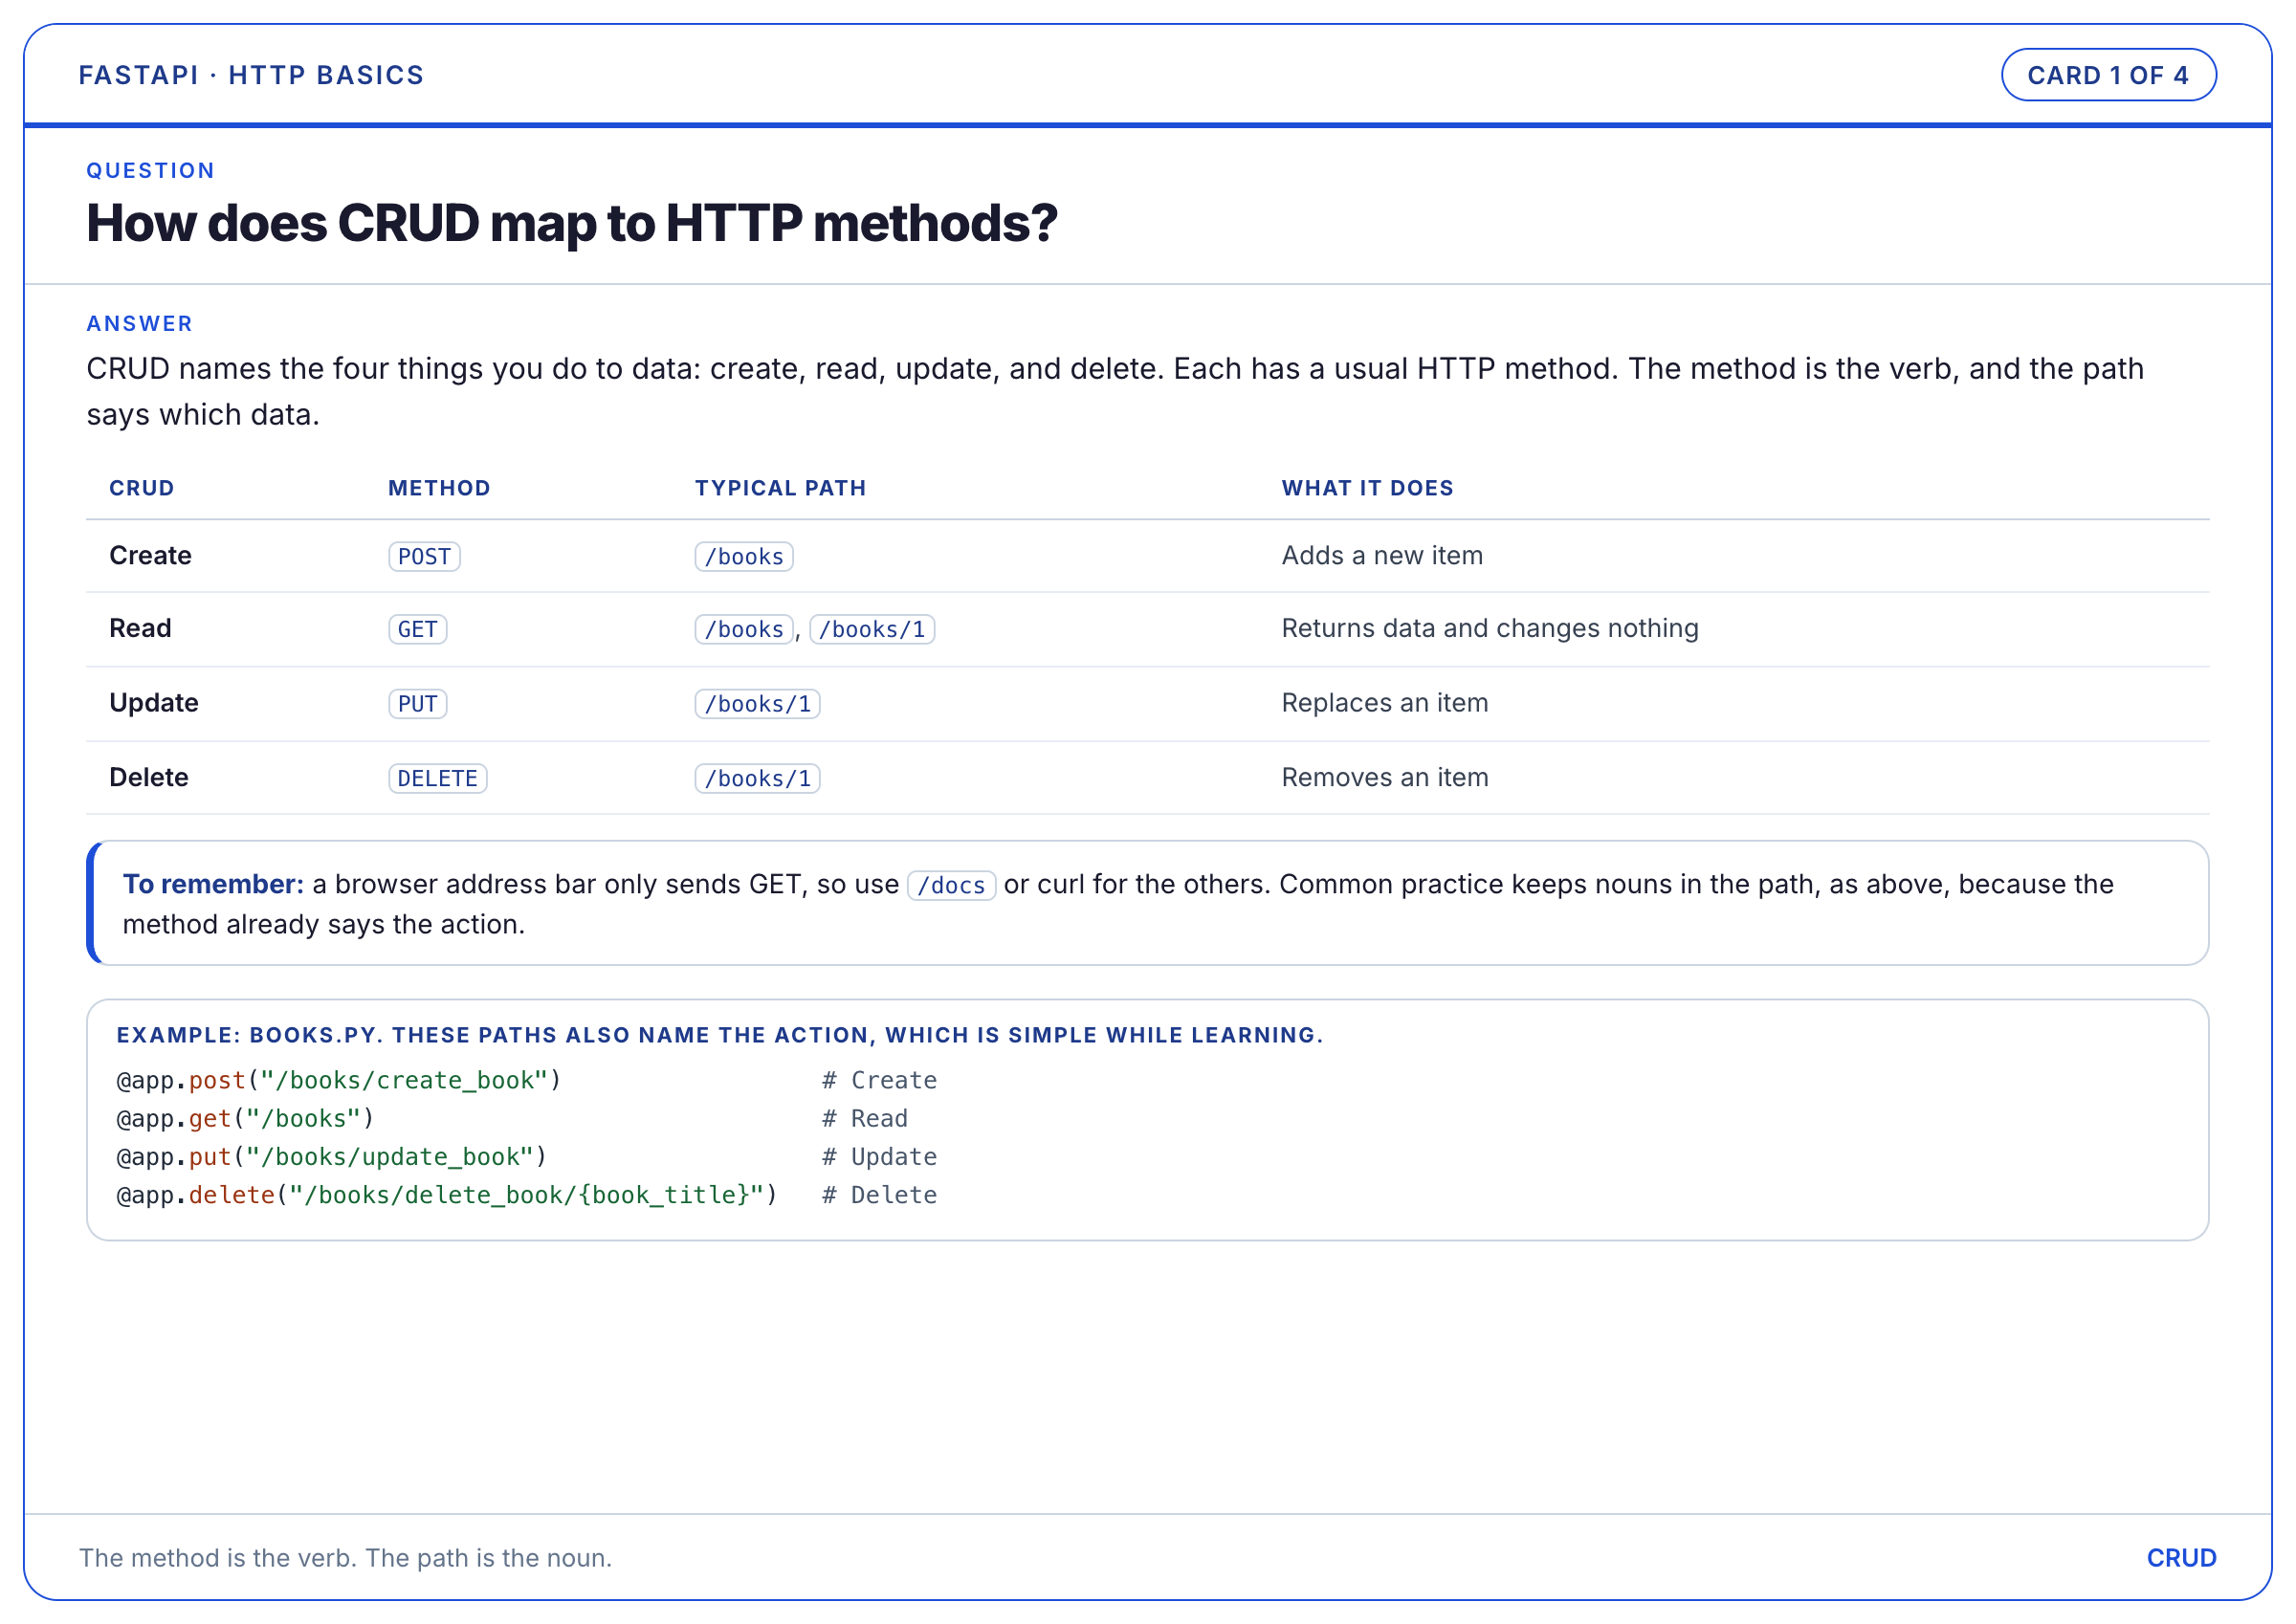 FASTAPI · HTTP BASICS
CARD 1 OF 4
QUESTION
How does CRUD map to HTTP methods?
ANSWER
CRUD names the four things you do to data: create, read, update, and delete. Each has a usual HTTP method. The method is the verb, and the path
says which data.
CRUD METHOD TYPICAL PATH WHAT IT DOES
Create POST /books Adds a new item
Read GET /books, /books/1 Returns data and changes nothing
Update PUT /books/1 Replaces an item
Delete DELETE /books/1 Removes an item
To remember: a browser address bar only sends GET, so use /docs or curl for the others. Common practice keeps nouns in the path, as above, because the
method already says the action.
EXAMPLE: BOOKS.PY. THESE PATHS ALSO NAME THE ACTION, WHICH IS SIMPLE WHILE LEARNING.
@app.post("/books/create_book") # Create
@app.get("/books") # Read
@app.put("/books/update_book") # Update
@app.delete("/books/delete_book/{book_title}") # Delete
The method is the verb. The path is the noun.
CRUD